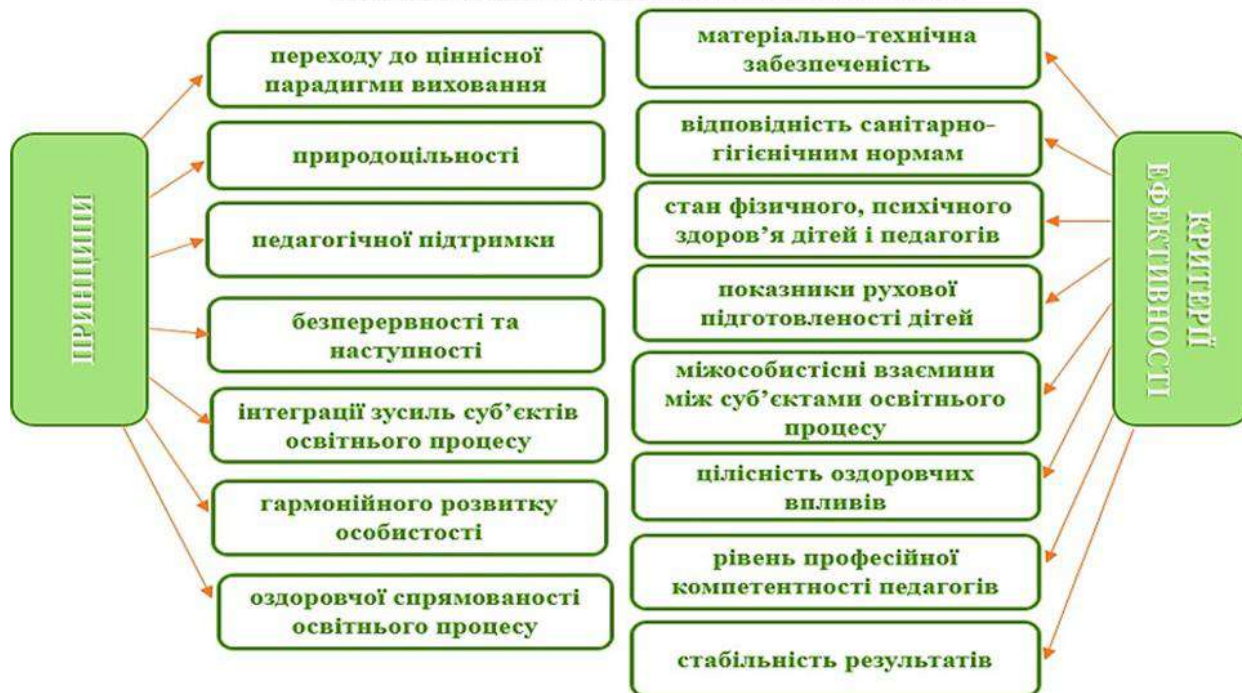 ПРИНЦИПИ
переходу до ціннісної
парадигми виховання
природоцільності
педагогічної підтримки
безперервності та
наступності
інтеграції зусиль суб’єктів
освітнього процесу
гармонійного розвитку
особистості
оздоровчої спрямованості
освітнього процесу
КРИТЕРІЇ
ЕФЕКТИВНОСТІ
матеріально-технічна
забезпеченість
відповідність санітарно-
гігієнічним нормам
стан фізичного, психічного
здоров’я дітей і педагогів
показники рухової
підготовленості дітей
міжособистісні взаємини
між суб’єктами освітнього
процесу
цілісність оздоровчих
впливів
рівень професійної
компетентності педагогів
стабільність результатів